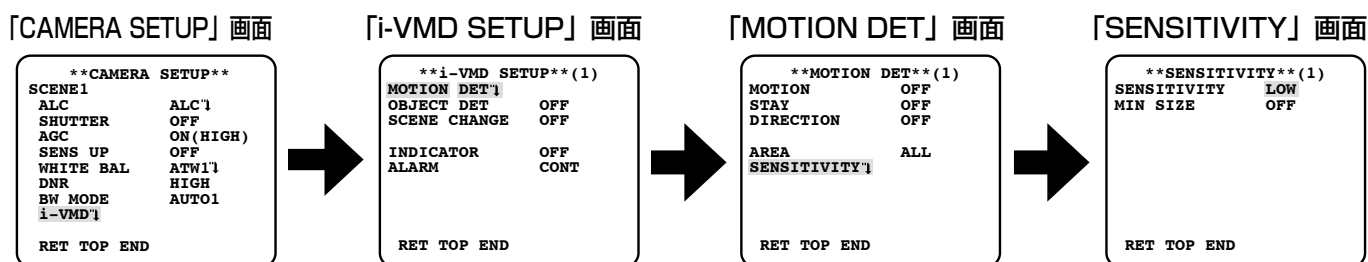 「CAMERA SETUP」画面
**CAMERA SETUP**
SCENE1
ALC ALC↴
SHUTTER OFF
AGC ON(HIGH)
SENS UP OFF
WHITE BAL ATW1↴
DNR HIGH
BW MODE AUTO1
i-VMD↴
RET TOP END
「i-VMD SETUP」画面
**i-VMD SETUP**(1)
MOTION DET↴
OBJECT DET OFF
SCENE CHANGE OFF
INDICATOR OFF
ALARM CONT
RET TOP END
「MOTION DET」画面
**MOTION DET**(1)
MOTION OFF
STAY OFF
DIRECTION OFF
AREA ALL
SENSITIVITY↴
RET TOP END
「SENSITIVITY」画面
**SENSITIVITY**(1)
SENSITIVITY LOW
MIN SIZE OFF
RET TOP END